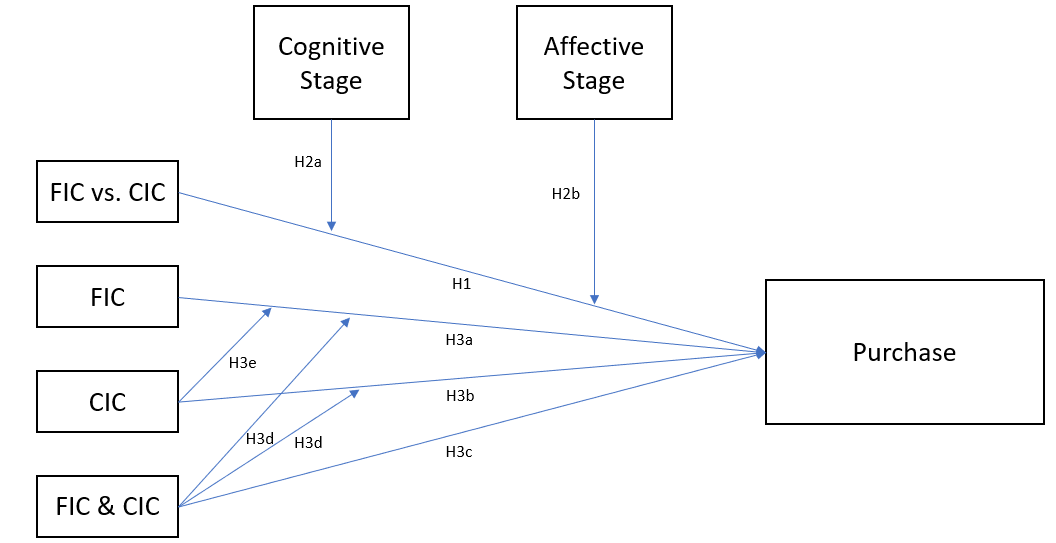 Cognitive
Stage
Affective
Stage
H2a
FIC vs. CIC
H2b
H1
FIC
H3a
Purchase
H3e
CIC
H3b
H3d
H3d
H3c
FIC & CIC